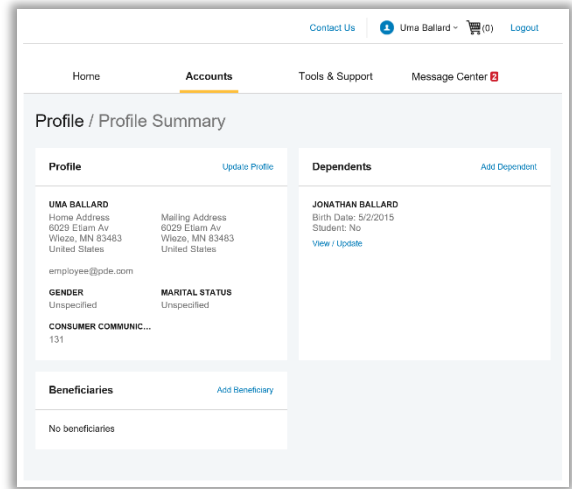 Contact Us
Uma Ballard
(0)
Logout
Home
Accounts
Tools & Support
Message Center 2
Profile / Profile Summary
Profile
Update Profile
UMA BALLARD
Home Address
6029 Etiam Av
Wieze, MN 83483
United States
Mailing Address
6029 Etiam Av
Wieze, MN 83483
United States
employee@pde.com
GENDER
Unspecified
MARITAL STATUS
Unspecified
CONSUMER COMMUNIC...
131
Dependents
Add Dependent
JONATHAN BALLARD
Birth Date: 5/2/2015
Student: No
View / Update
Beneficiaries
Add Beneficiary
No beneficiaries